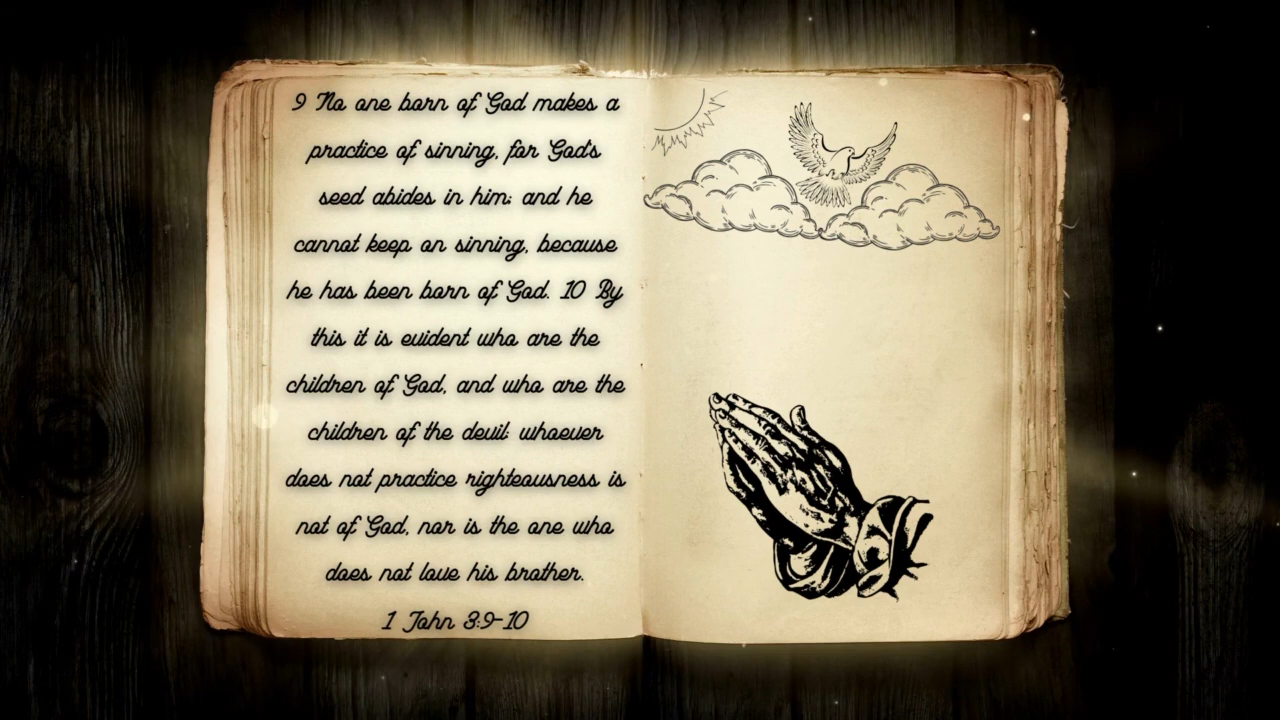 9 No one born of God makes a
practice of sinning, for God's
seed abides in him; and he
cannot keep on sinning, because
he has been born of God. 10 By
this it is evident who are the
children of God, and who are the
children of the devil: whoever
does not practice righteousness is
not of God, nor is the one who
does not love his brother.
1 John 3:9-10